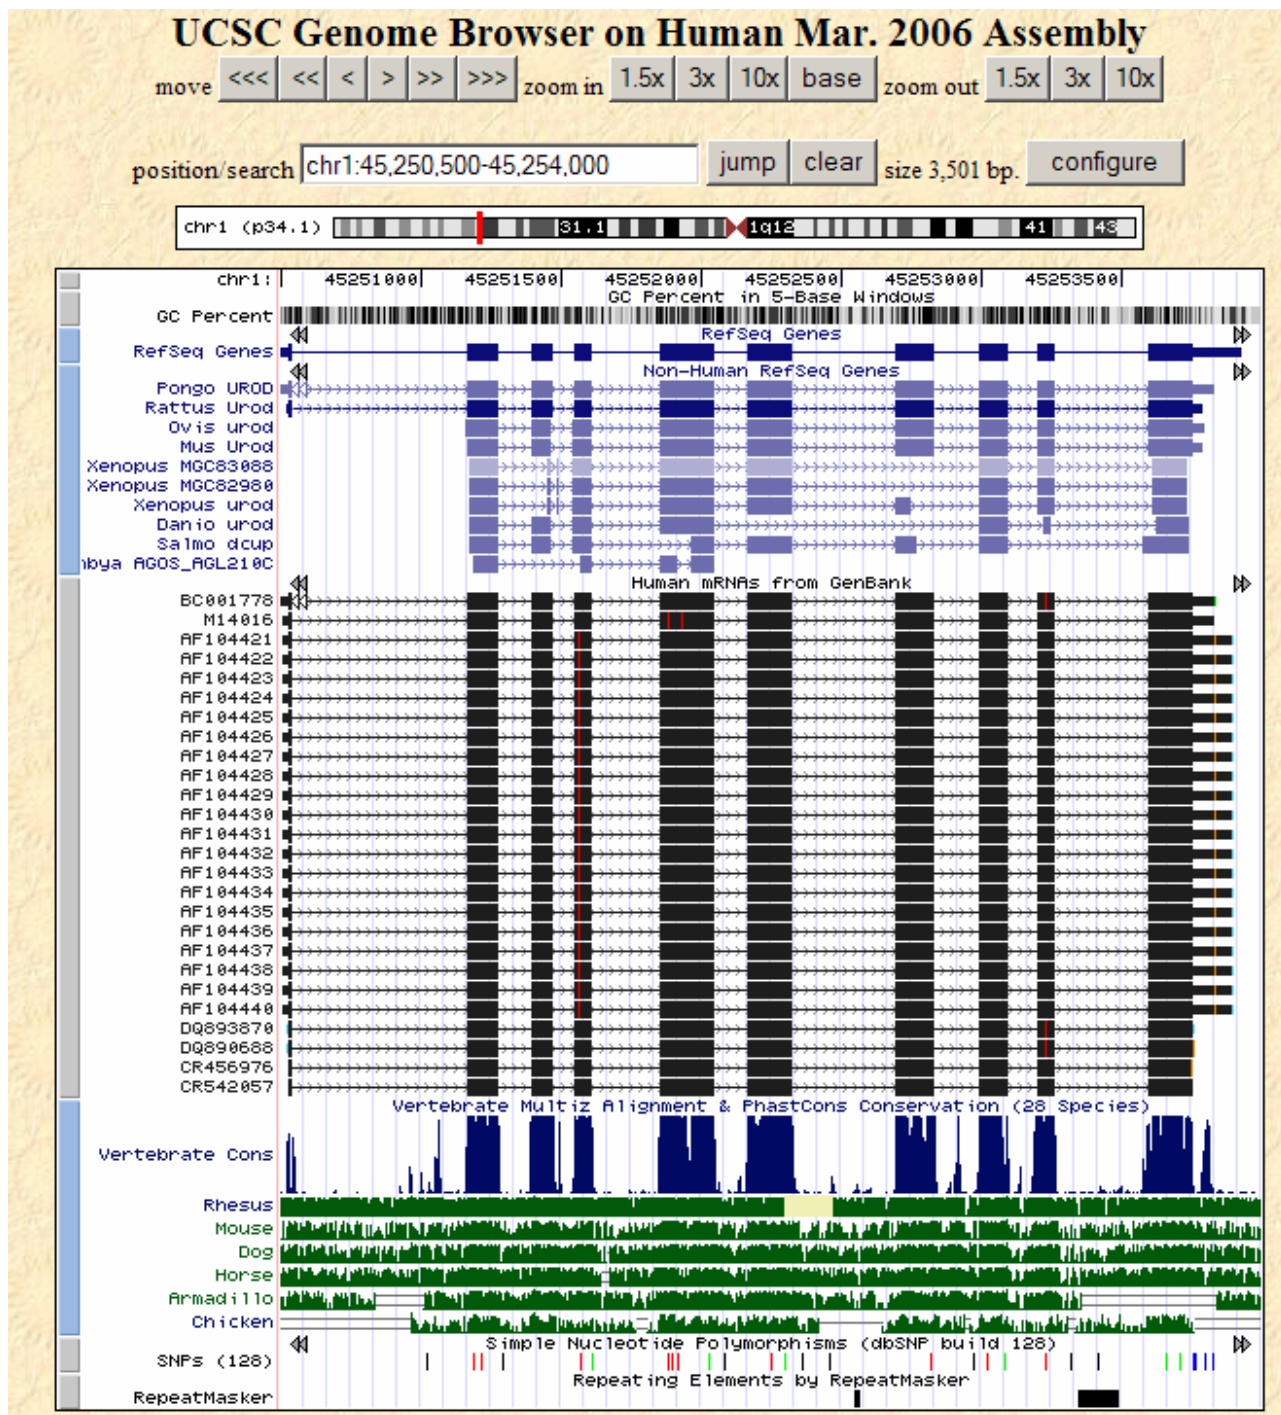 UCSC Genome Browser on Human Mar. 2006 Assembly
move <<< << < > >> >>> zoom in 1.5x 3x 10x base zoom out 1.5x 3x 10x
position/search chr1:45,250,500-45,254,000 jump clear size 3,501 bp. configure
chr1 (p34.1) 31.1 1q12 41 43
chr1: 45251000 45251500 45252000 45252500 45253000 45253500
GC Percent in 5-Base Windows
GC Percent
RefSeq Genes
RefSeq Genes
Non-Human RefSeq Genes
Pongo UROD
Rattus Urod
Ovis urod
Mus Urod
Xenopus MGC83088
Xenopus MGC82980
Xenopus urod
Danio urod
Salmo dcup
bya AGOS_AGL210C
Human mRNAs from GenBank
BC001778
M14016
AF104421
AF104422
AF104423
AF104424
AF104425
AF104426
AF104427
AF104428
AF104429
AF104430
AF104431
AF104432
AF104433
AF104434
AF104435
AF104436
AF104437
AF104438
AF104439
AF104440
DQ893870
DQ890688
CR456976
CR542057
Vertebrate Multiz Alignment & PhastCons Conservation (28 Species)
Vertebrate Cons
Rhesus
Mouse
Dog
Horse
Armadillo
Chicken
Simple Nucleotide Polymorphisms (dbSNP build 128)
SNPs (128)
Repeating Elements by RepeatMasker
RepeatMasker